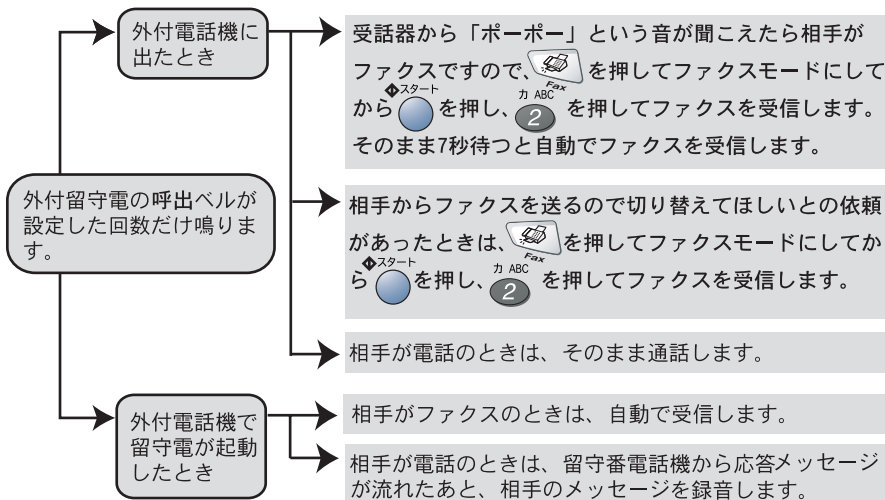 外付電話機に
出たとき
受話器から「ポーポー」という音が聞こえたら相手が
ファクスですので、 Fax を押してファクスモードにして
から スタート を押し、 カ ABC 2 を押してファクスを受信します。
そのまま7秒待つと自動でファクスを受信します。
外付留守電の呼出ベルが
設定した回数だけ鳴りま
す。
相手からファクスを送るので切り替えてほしいとの依頼
があったときは、 Fax を押してファクスモードにしてか
ら スタート を押し、 カ ABC 2 を押してファクスを受信します。
相手が電話のときは、そのまま通話します。
外付電話機で
留守電が起動
したとき
相手がファクスのときは、自動で受信します。
相手が電話のときは、留守番電話機から応答メッセージ
が流れたあと、相手のメッセージを録音します。